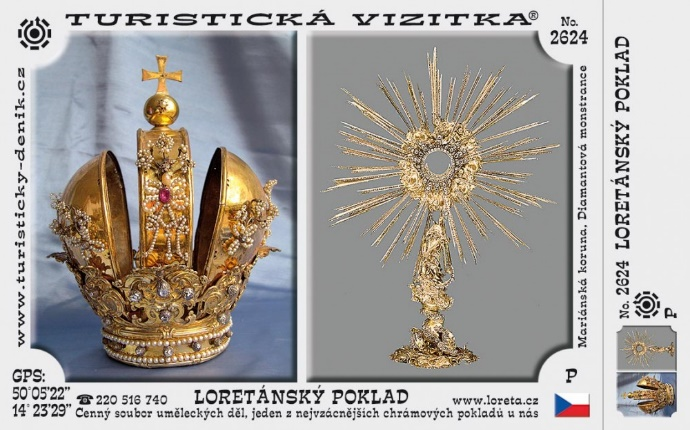 TURISTICKÁ VIZITKA®
No.
2624
www.turisticky-denik.cz
Mariánská koruna, Diamantová monstrance
GPS:
50°05'22"
14°23'29"
☎ 220 516 740
LORETÁNSKÝ POKLAD
www.loreta.cz
P
Cenný soubor uměleckých děl, jeden z nejvzácnějších chrámových pokladů u nás
No. 2624 LORETÁNSKÝ POKLAD
P